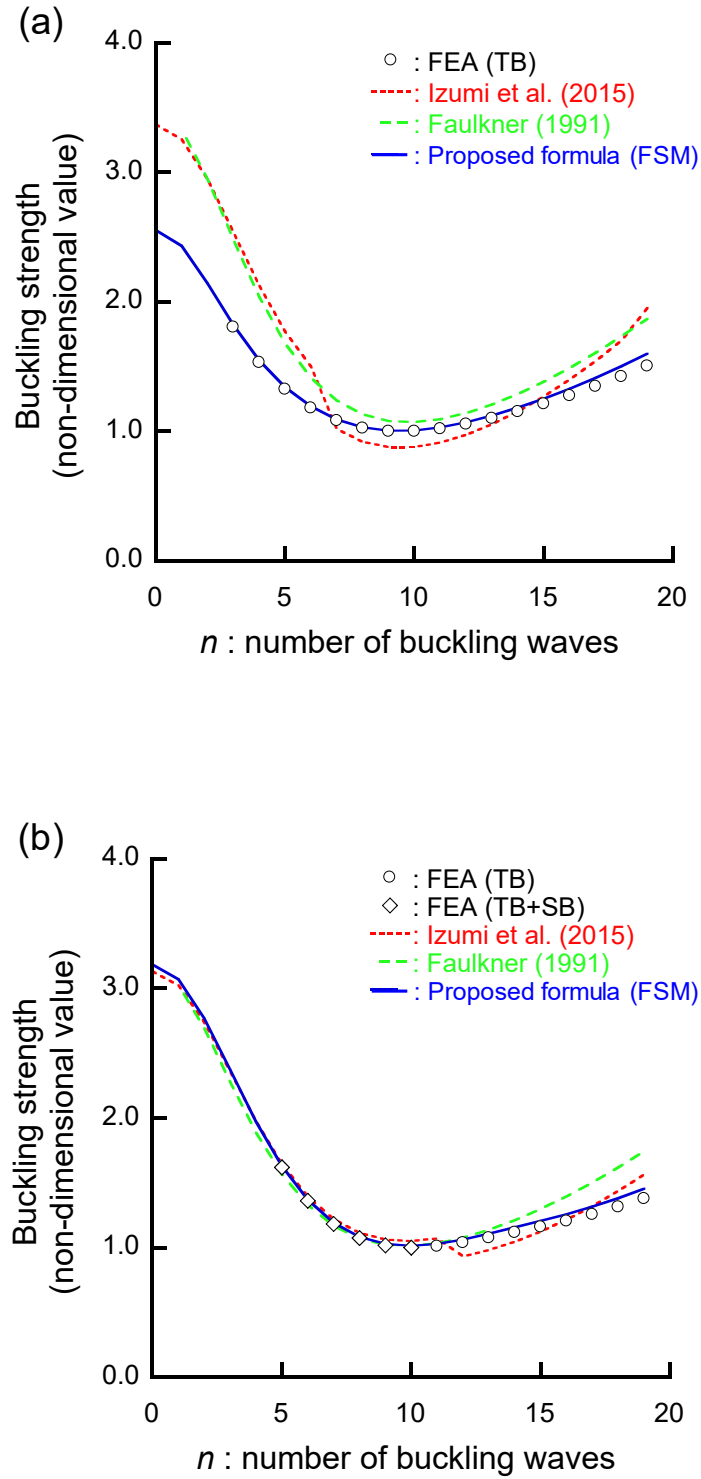 (a)
4.0
3.0
2.0
1.0
0.0
Buckling strength
(non-dimensional value)
: FEA (TB)
: Izumi et al. (2015)
: Faulkner (1991)
: Proposed formula (FSM)
0 5 10 15 20
n : number of buckling waves
(b)
4.0
3.0
2.0
1.0
0.0
Buckling strength
(non-dimensional value)
: FEA (TB)
: FEA (TB+SB)
: Izumi et al. (2015)
: Faulkner (1991)
: Proposed formula (FSM)
0 5 10 15 20
n : number of buckling waves